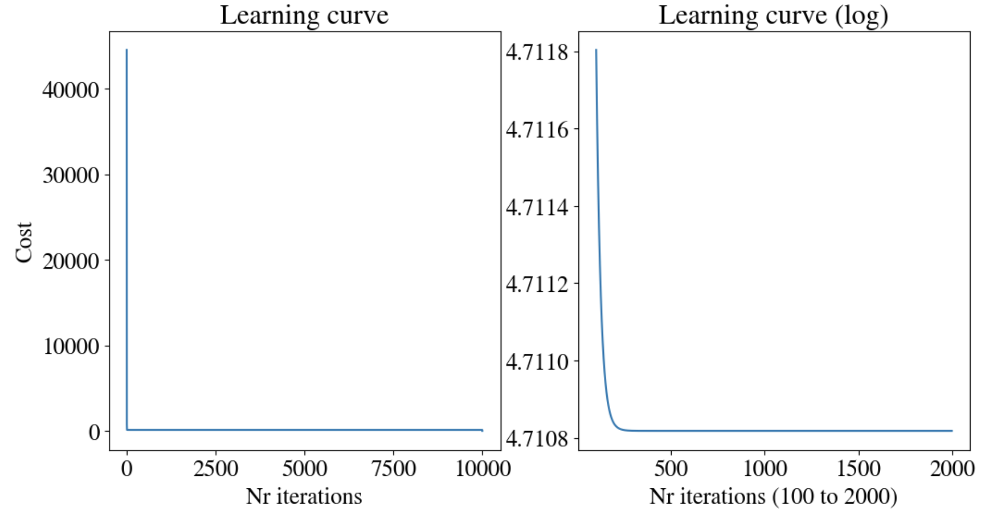 Learning curve
Learning curve (log)
40000
30000
20000
10000
0
Cost
0 2500 5000 7500 10000
Nr iterations
4.7118
4.7116
4.7114
4.7112
4.7110
4.7108
500 1000 1500 2000
Nr iterations (100 to 2000)